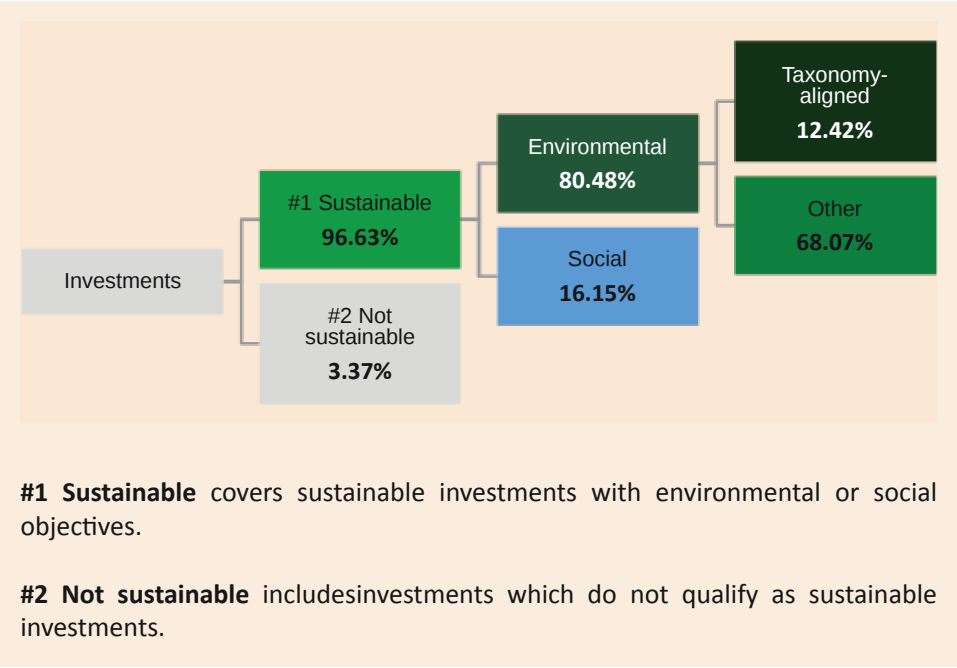 Investments
#1 Sustainable
96.63%
#2 Not
sustainable
3.37%
Environmental
80.48%
Social
16.15%
Taxonomy-
aligned
12.42%
Other
68.07%
#1 Sustainable covers sustainable investments with environmental or social
objectives.
#2 Not sustainable includesinvestments which do not qualify as sustainable
investments.